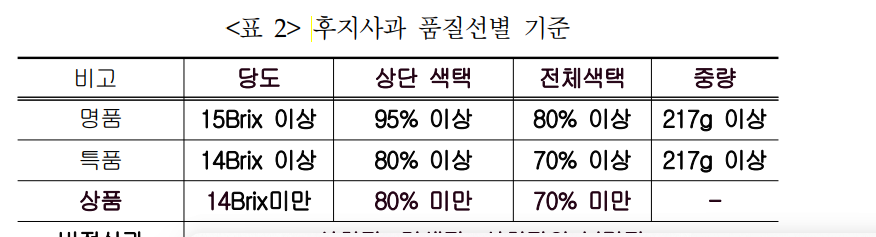 <표 2> 후지사과 품질선별 기준
비고 당도 상단 색택 전체색택 중량
명품 15Brix 이상 95% 이상 80% 이상 217g 이상
특품 14Brix 이상 80% 이상 70% 이상 217g 이상
상품 14Brix미만 80% 미만 70% 미만 -